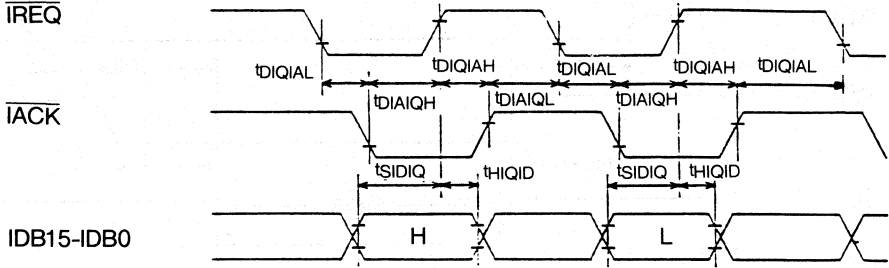 IREQ
tDIQIAL tDIQIAH tDIQIAL tDIQIAH tDIQIAL
tDIAIQH tDIAIQL tDIAIQH
IACK
tSIDIQ tHIQID tSIDIQ tHIQID
IDB15-IDB0 H L